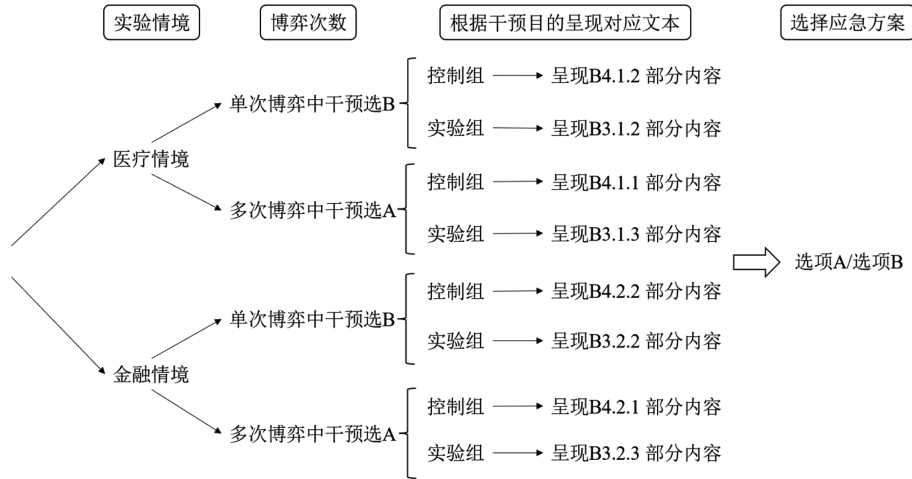 实验情境 博弈次数 根据干预目的呈现对应文本 选择应急方案
控制组 呈现B4.1.2 部分内容
单次博弈中干预选B
实验组 呈现B3.1.2 部分内容
医疗情境
控制组 呈现B4.1.1 部分内容
多次博弈中干预选A
实验组 呈现B3.1.3 部分内容
选项A/选项B
控制组 呈现B4.2.2 部分内容
单次博弈中干预选B
实验组 呈现B3.2.2 部分内容
金融情境
控制组 呈现B4.2.1 部分内容
多次博弈中干预选A
实验组 呈现B3.2.3 部分内容